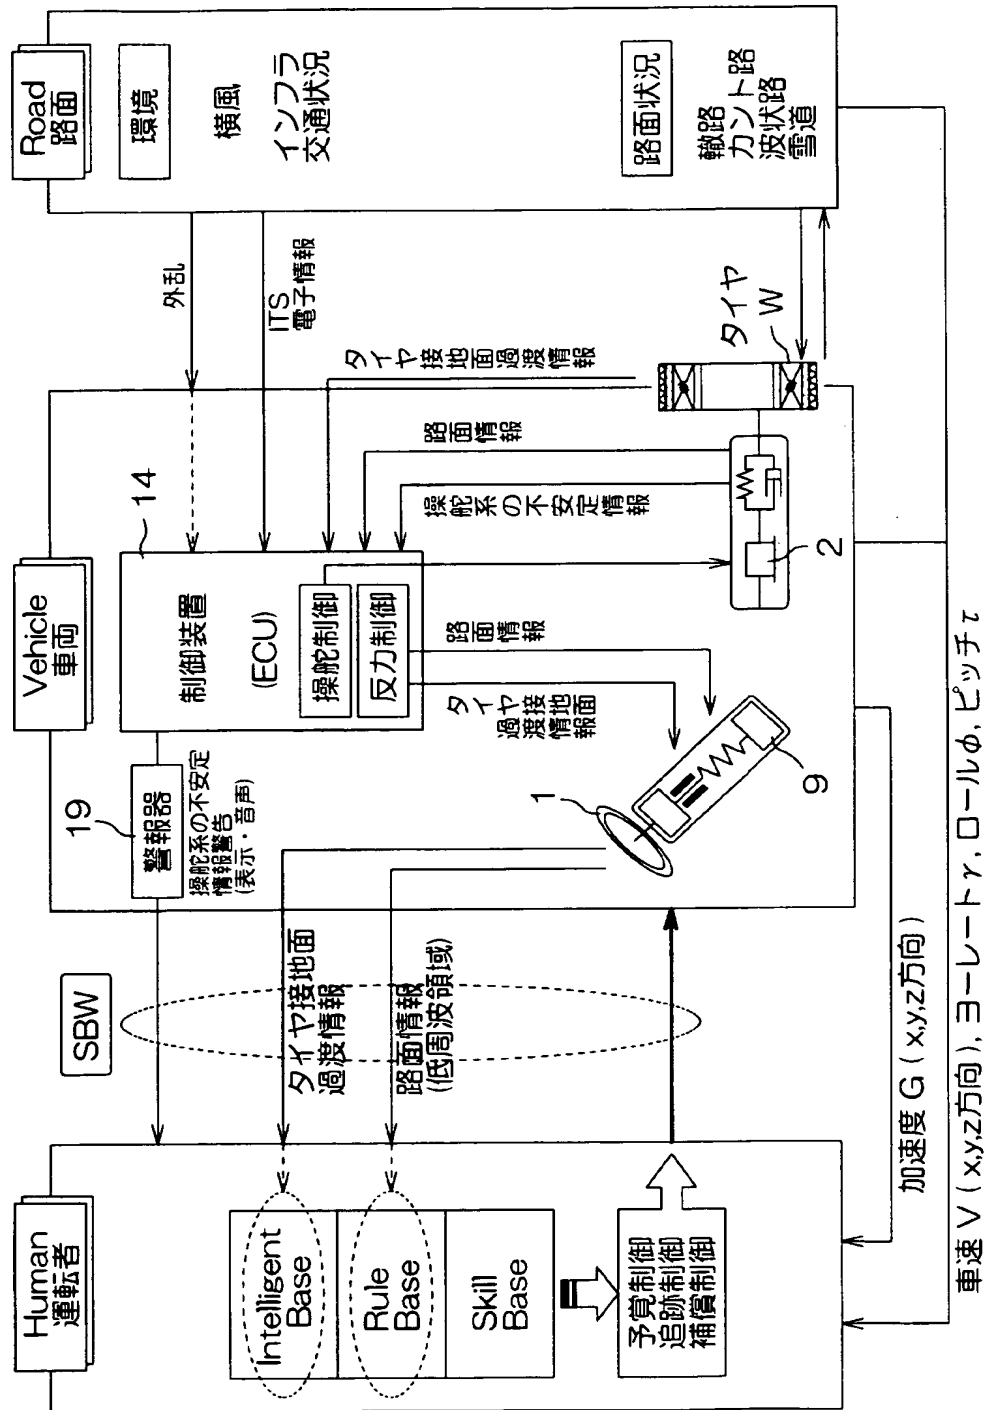 Human
運転者
Intelligent
Base
Rule
Base
Skill
Base
予覚制御
追跡制御
補償制御
SBW
タイヤ接地面
過渡情報
路面情報
(低周波領域)
Vehicle
車両
19
警報器
操舵系の不安定
情報警告
(表示・音声)
14
制御装置
(ECU)
操舵制御
反力制御
タイヤ
過渡接地
情報面
路面情報
1
9
2
路面情報
操舵系の不安定情報
タイヤ接地面過渡情報
タイヤ
W
外乱
ITS
電子情報
Road
路面
環境
横風
インフラ
交通状況
路面状況
轍路
カント路
波状路
雪道
加速度 G (x,y,z方向)
車速 V (x,y,z方向), ヨーレートγ, ロールφ, ピッチτ